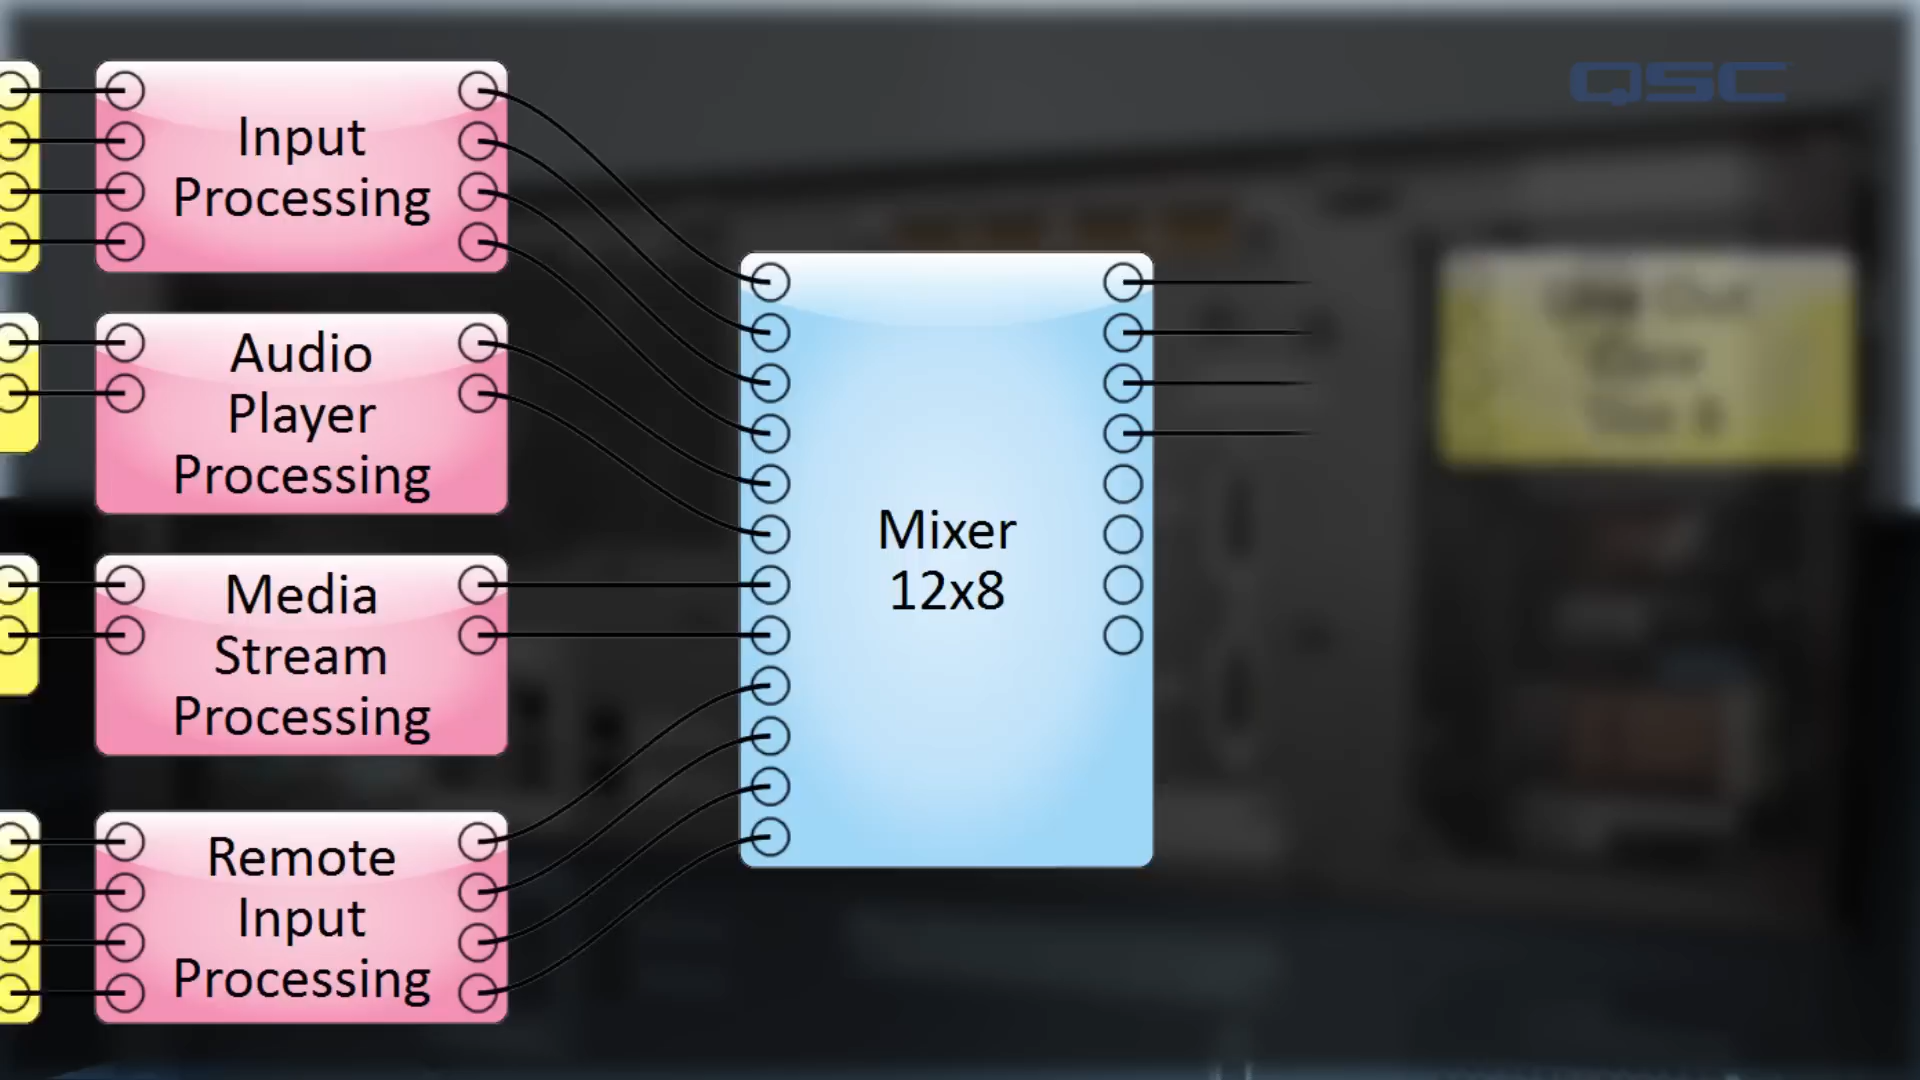 QSC
Input
Processing
Audio
Player
Processing
Media
Stream
Processing
Remote
Input
Processing
Mixer
12x8